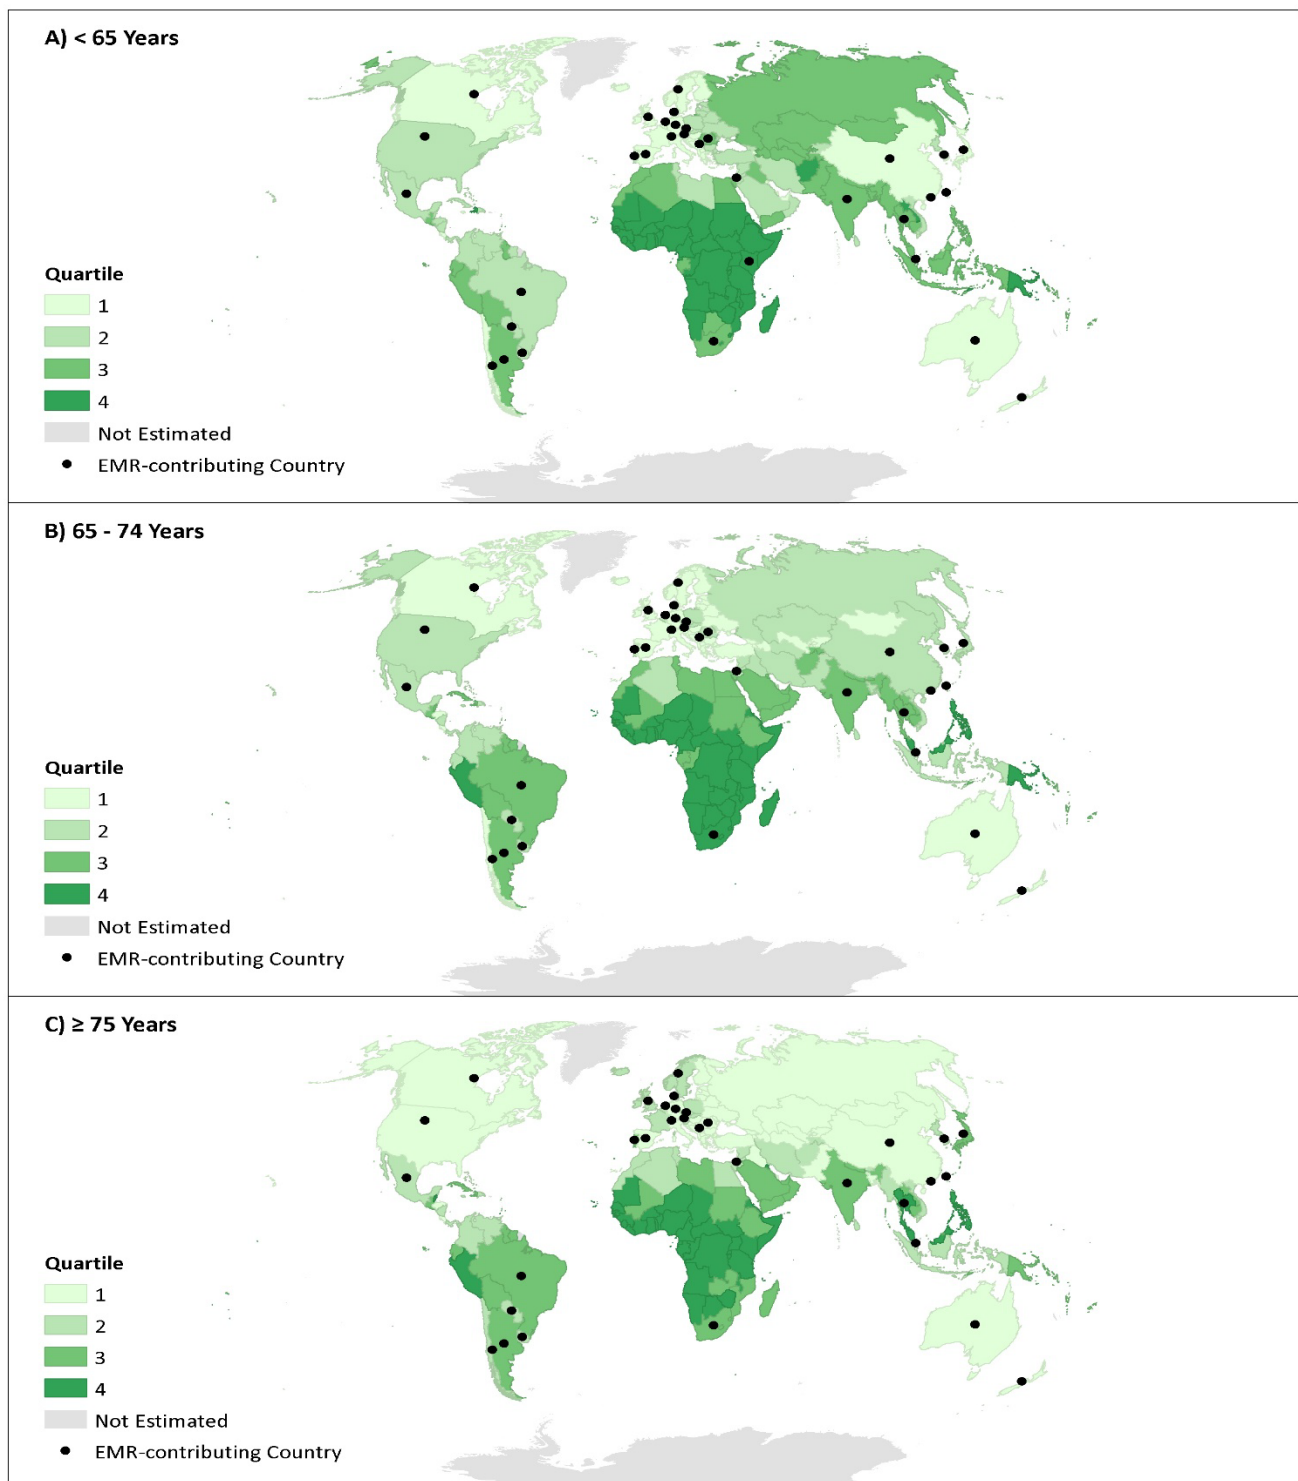 A) < 65 Years
Quartile
1
2
3
4
Not Estimated
EMR-contributing Country
B) 65 - 74 Years
Quartile
1
2
3
4
Not Estimated
EMR-contributing Country
C) ≥ 75 Years
Quartile
1
2
3
4
Not Estimated
EMR-contributing Country